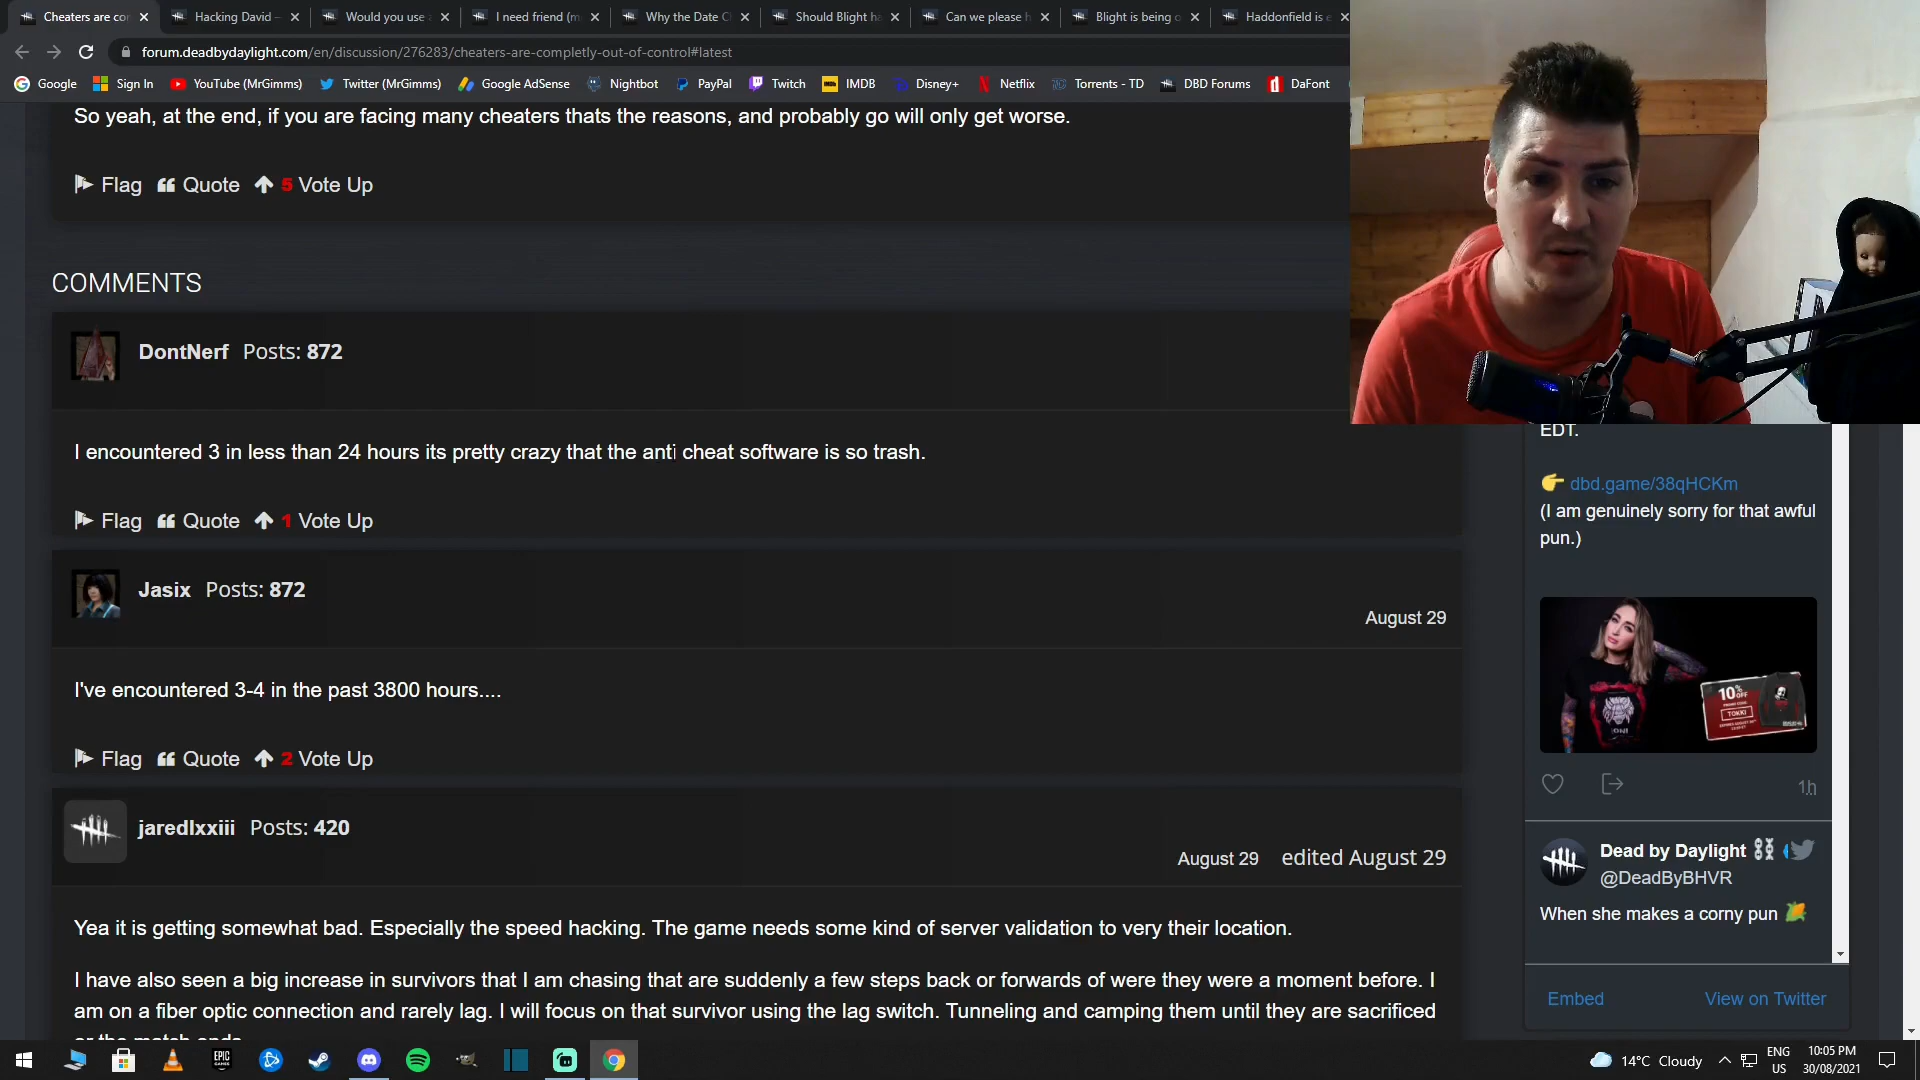 Cheaters are cor
Hacking David –
Would you use a
I need friend (m
Why the Date C
Should Blight ha
Can we please h
Blight is being o
Haddonfield is
forum.deadbydaylight.com/en/discussion/276283/cheaters-are-completly-out-of-control#latest
Google
Sign In
YouTube (MrGimms)
Twitter (MrGimms)
Google AdSense
Nightbot
PayPal
Twitch
IMDB
Disney+
Netflix
Torrents - TD
DBD Forums
DaFont
So yeah, at the end, if you are facing many cheaters thats the reasons, and probably go will only get worse.
Flag Quote 5 Vote Up
COMMENTS
DontNerf Posts: 872
I encountered 3 in less than 24 hours its pretty crazy that the anti cheat software is so trash.
Flag Quote 1 Vote Up
Jasix Posts: 872
August 29
I've encountered 3-4 in the past 3800 hours....
Flag Quote 2 Vote Up
jaredlxxiii Posts: 420
August 29 edited August 29
Yea it is getting somewhat bad. Especially the speed hacking. The game needs some kind of server validation to very their location.
I have also seen a big increase in survivors that I am chasing that are suddenly a few steps back or forwards of were they were a moment before. I
am on a fiber optic connection and rarely lag. I will focus on that survivor using the lag switch. Tunneling and camping them until they are sacrificed
or the match ends
EDT.
👉 dbd.game/38qHCKm
(I am genuinely sorry for that awful
pun.)
10%
OFF
TOKKI
ONI
1h
Dead by Daylight
@DeadByBHVR
When she makes a corny pun 🌽
Embed
View on Twitter
EPIC
GAMES
14°C Cloudy
ENG
US
10:05 PM
30/08/2021